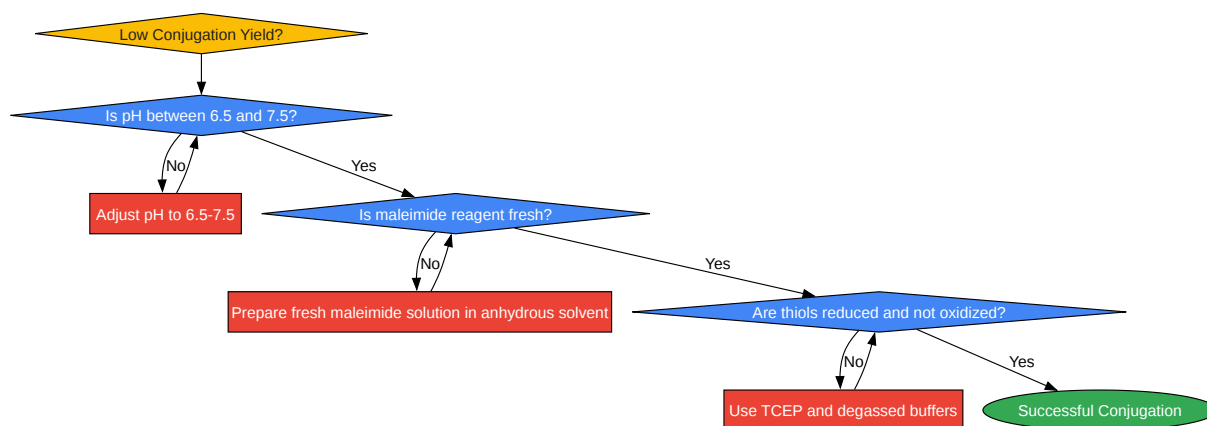 Low Conjugation Yield?
Is pH between 6.5 and 7.5?
No
Yes
Adjust pH to 6.5-7.5
Is maleimide reagent fresh?
No
Yes
Prepare fresh maleimide solution in anhydrous solvent
Are thiols reduced and not oxidized?
No
Yes
Use TCEP and degassed buffers
Successful Conjugation